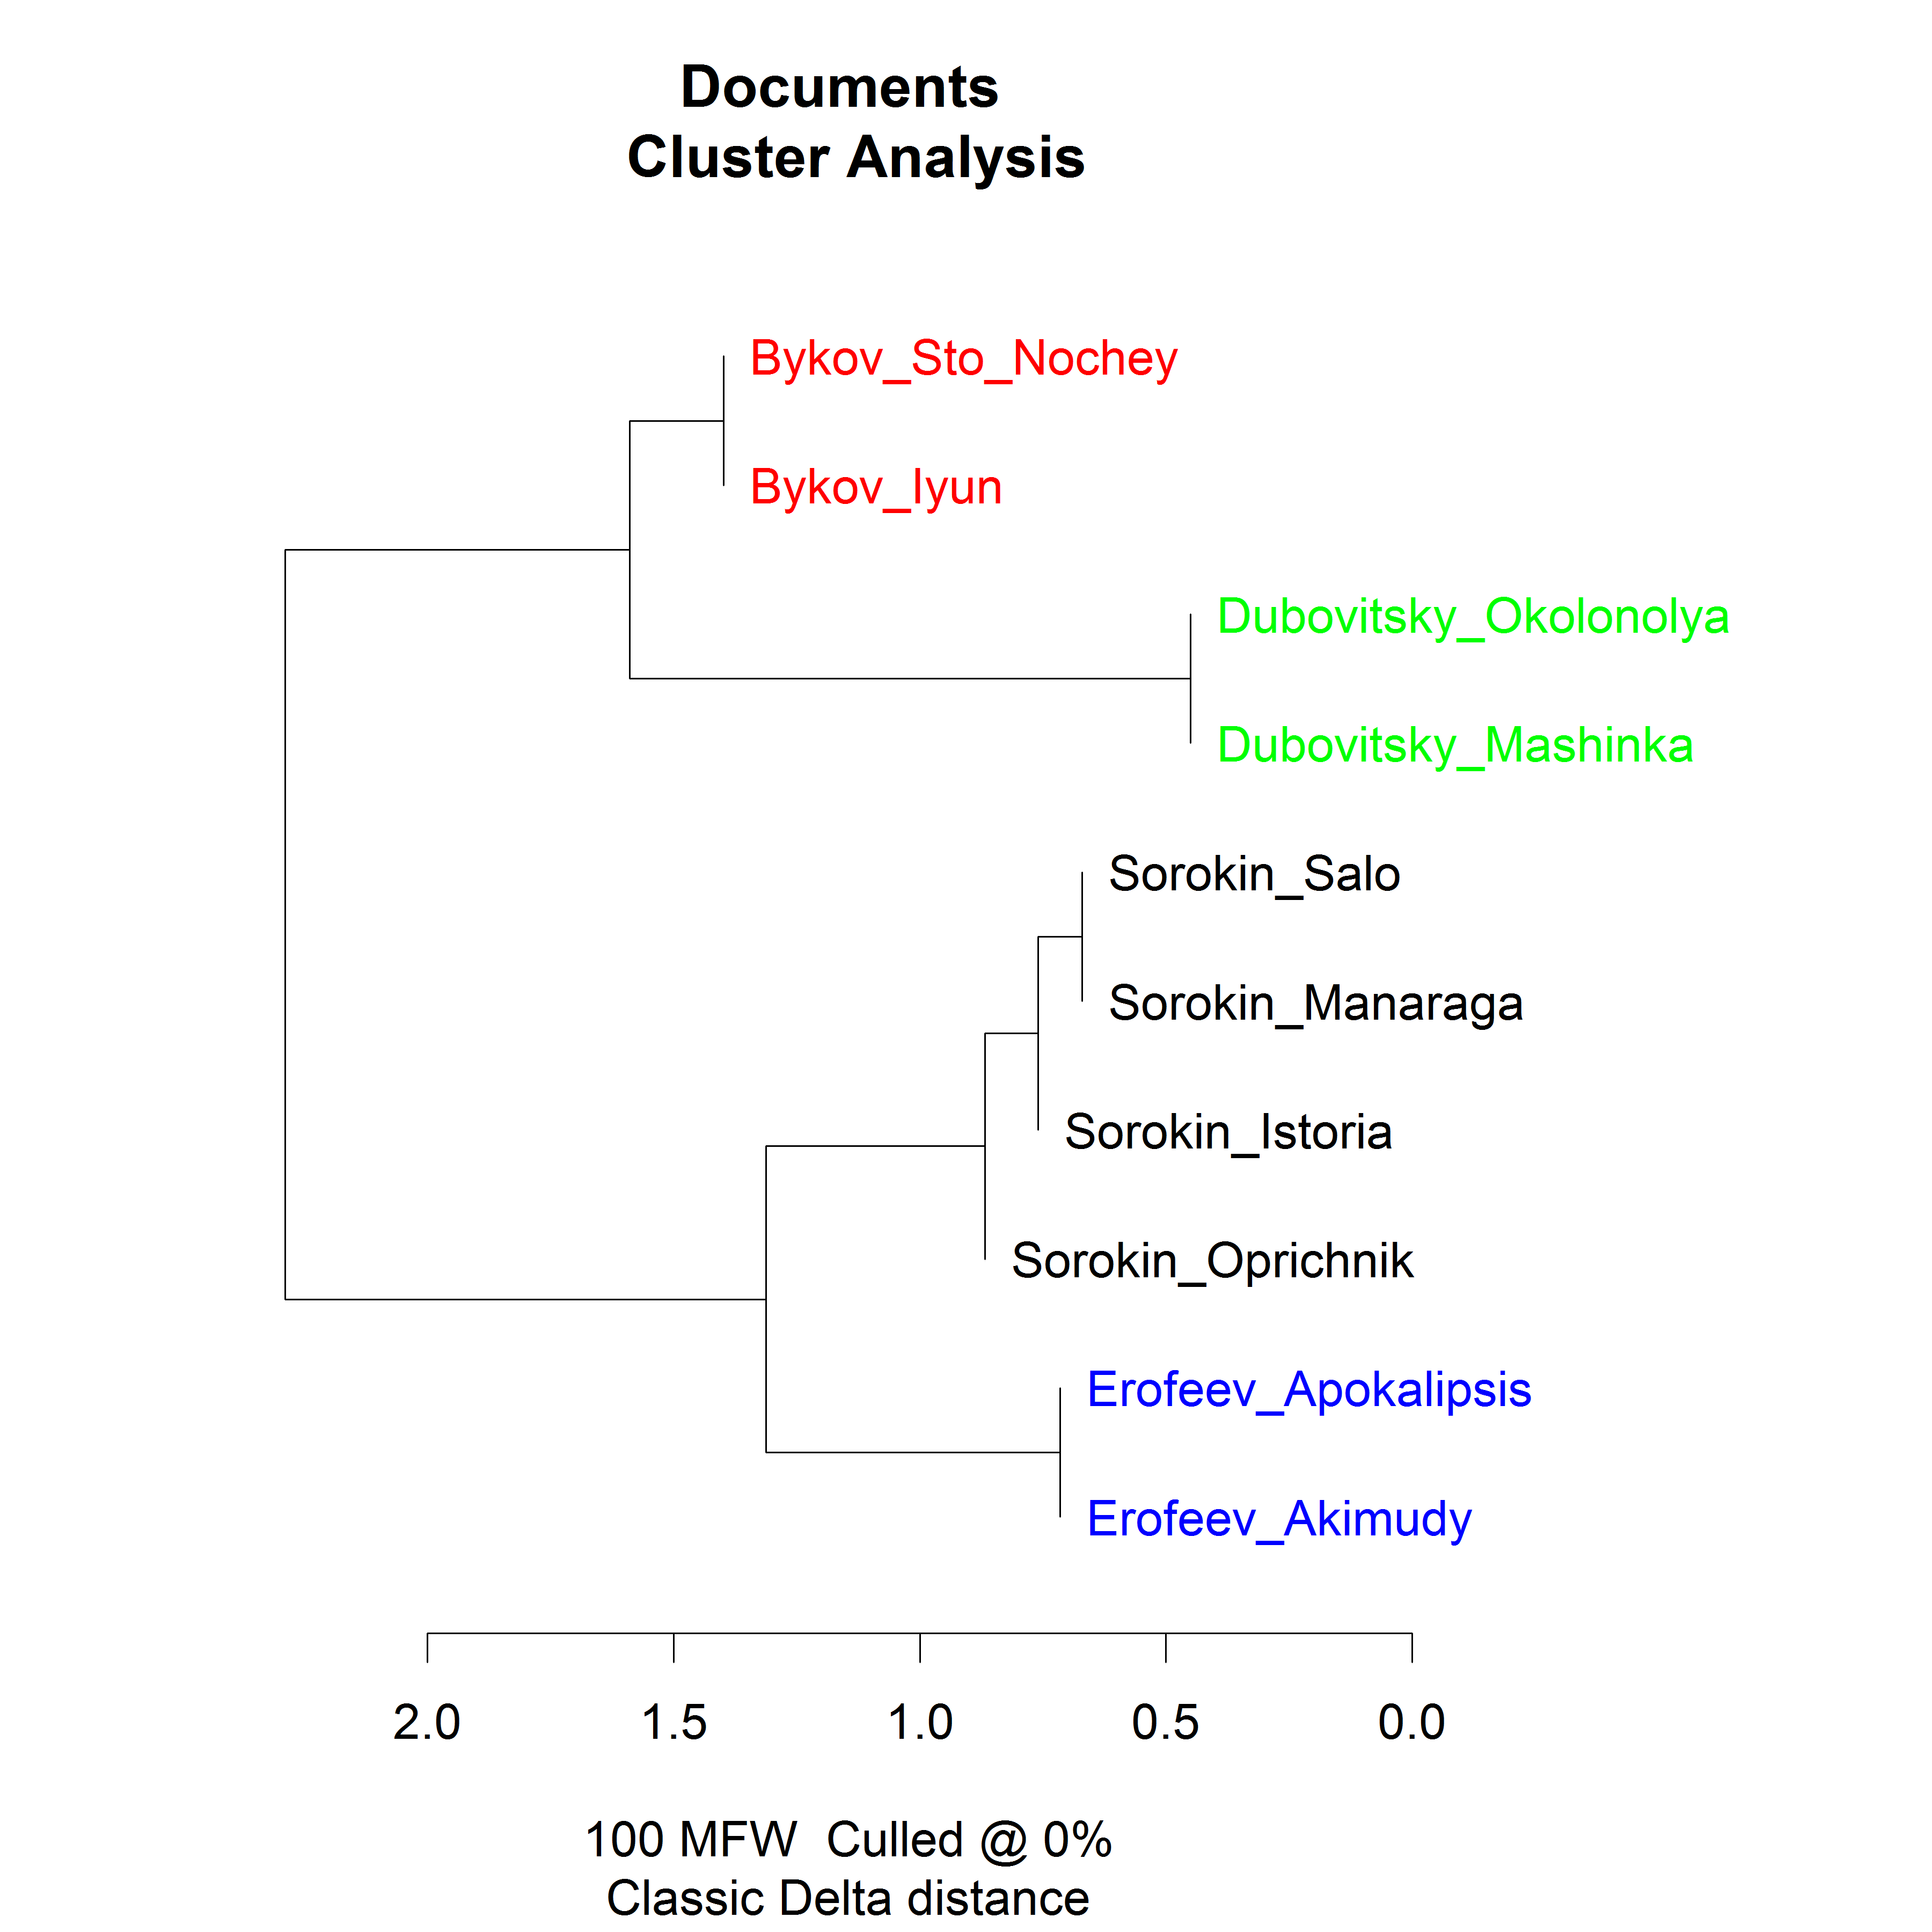 Documents
Cluster Analysis
Bykov_Sto_Nochey
Bykov_Iyun
Dubovitsky_Okolonolya
Dubovitsky_Mashinka
Sorokin_Salo
Sorokin_Manaraga
Sorokin_Istoria
Sorokin_Oprichnik
Erofeev_Apokalipsis
Erofeev_Akimudy
2.0 1.5 1.0 0.5 0.0
100 MFW  Culled @ 0%
Classic Delta distance